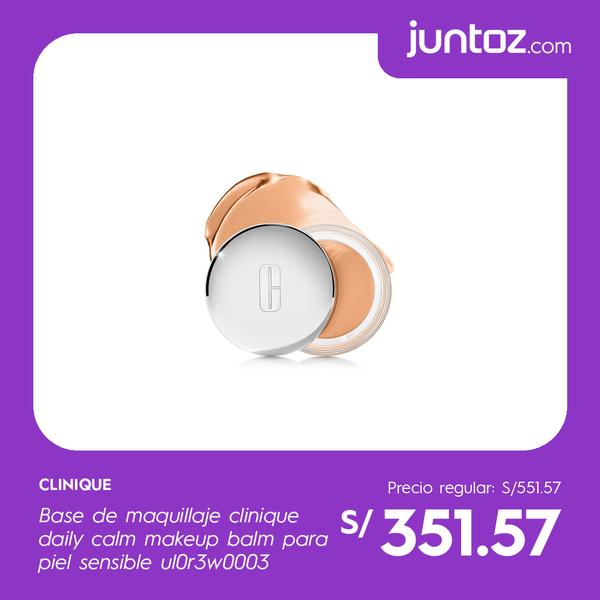 juntoz.com
C
CLINIQUE
Base de maquillaje clinique
daily calm makeup balm para
piel sensible ul0r3w0003
Precio regular: S/551.57
S/ 351.57